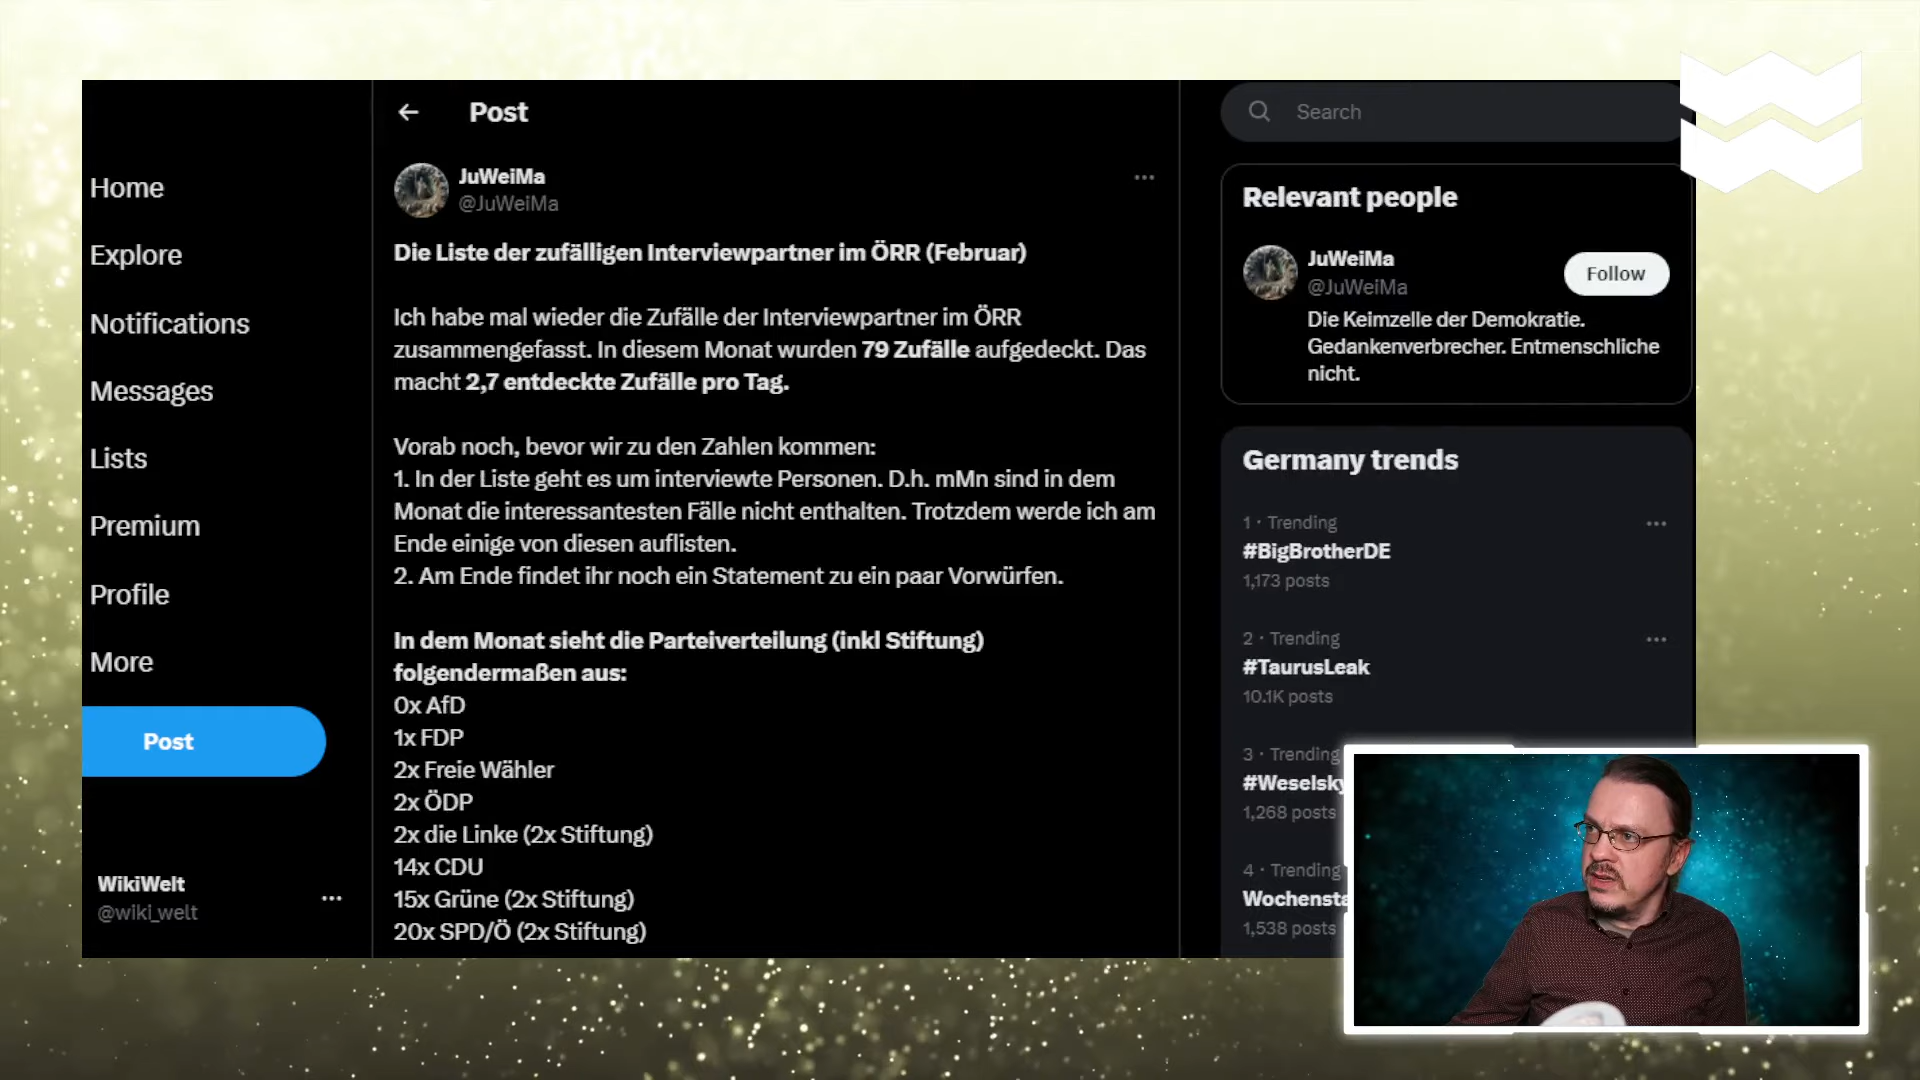 Home
Explore
Notifications
Messages
Lists
Premium
Profile
More
Post
WikiWelt
@wiki_welt
Post
JuWeiMa
@JuWeiMa
Die Liste der zufälligen Interviewpartner im ÖRR (Februar)
Ich habe mal wieder die Zufälle der Interviewpartner im ÖRR
zusammengefasst. In diesem Monat wurden 79 Zufälle aufgedeckt. Das
macht 2,7 entdeckte Zufälle pro Tag.
Vorab noch, bevor wir zu den Zahlen kommen:
1. In der Liste geht es um interviewte Personen. D.h. mMn sind in dem
Monat die interessantesten Fälle nicht enthalten. Trotzdem werde ich am
Ende einige von diesen auflisten.
2. Am Ende findet ihr noch ein Statement zu ein paar Vorwürfen.
In dem Monat sieht die Parteiverteilung (inkl Stiftung)
folgendermaßen aus:
0x AfD
1x FDP
2x Freie Wähler
2x ÖDP
2x die Linke (2x Stiftung)
14x CDU
15x Grüne (2x Stiftung)
20x SPD/Ö (2x Stiftung)
Search
Relevant people
JuWeiMa
@JuWeiMa
Follow
Die Keimzelle der Demokratie.
Gedankenverbrecher. Entmenschliche
nicht.
Germany trends
1 · Trending
#BigBrotherDE
1,173 posts
2 · Trending
#TaurusLeak
10.1K posts
3 · Trending
#Weselsky
1,268 posts
4 · Trending
Wochensta
1,538 posts